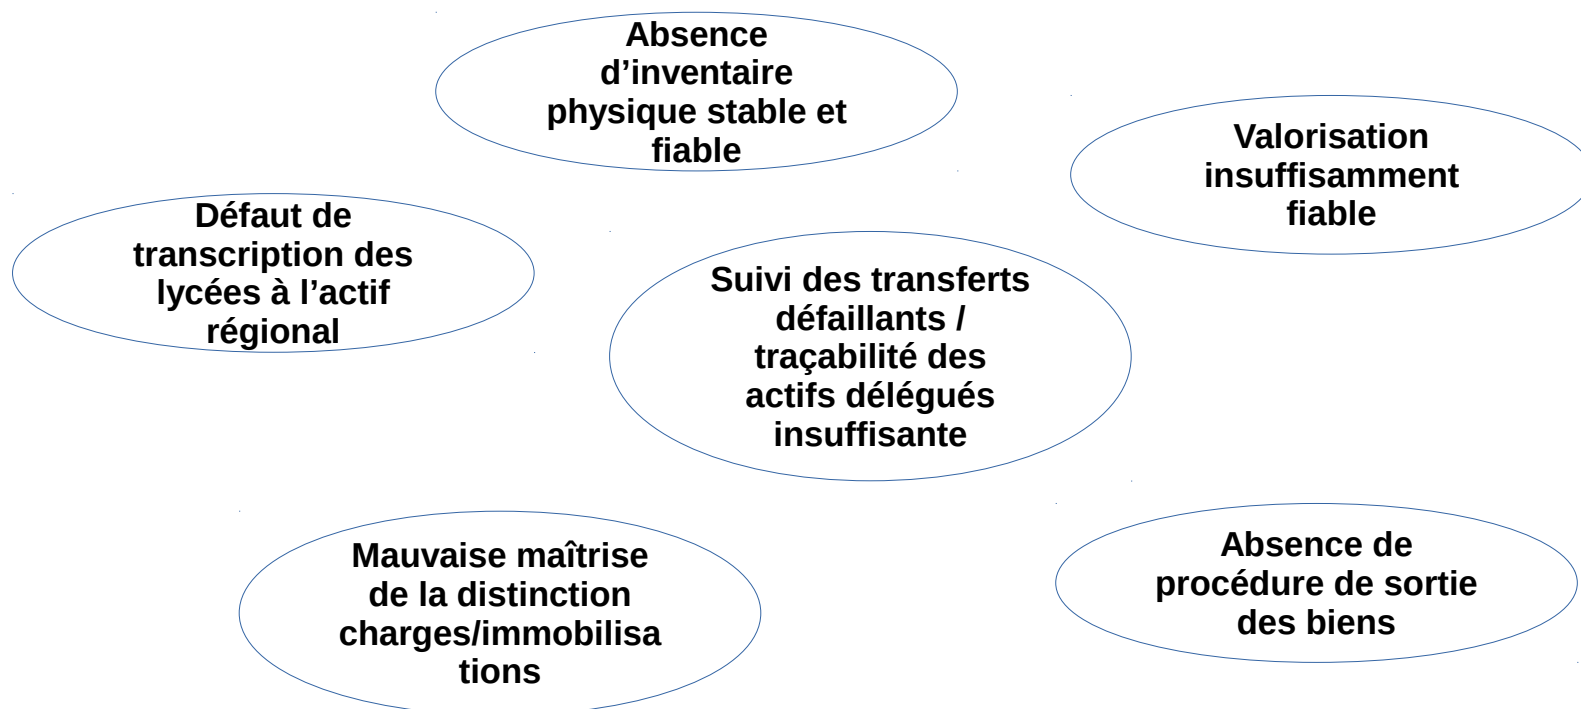 Absence
d’inventaire
physique stable et
fiable
Valorisation
insuffisamment
fiable
Défaut de
transcription des
lycées à l’actif
régional
Suivi des transferts
défaillants /
traçabilité des
actifs délégués
insuffisante
Mauvaise maîtrise
de la distinction
charges/immobilisa
tions
Absence de
procédure de sortie
des biens